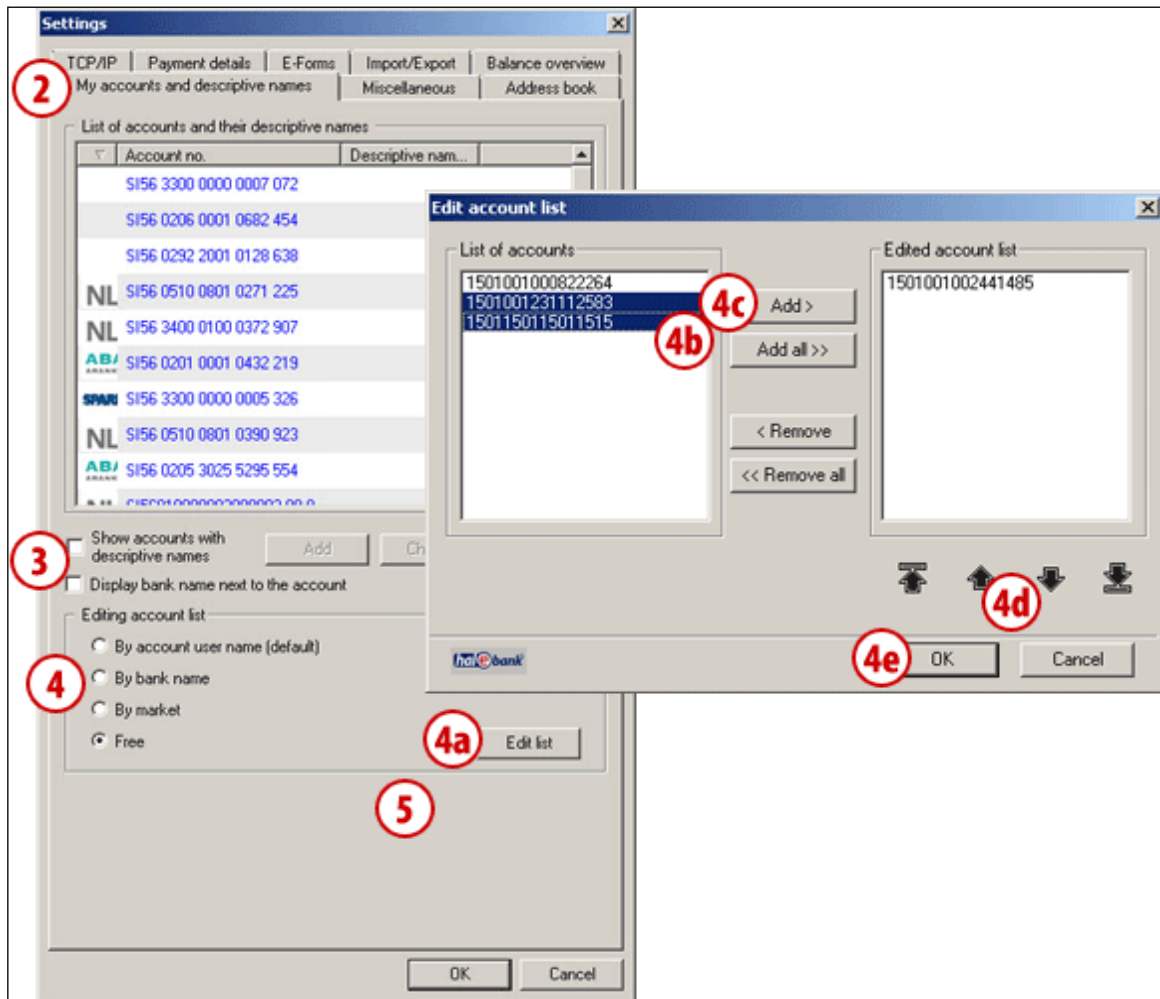 Settings
TCP/IP Payment details E-Forms Import/Export Balance overview
2 My accounts and descriptive names Miscellaneous Address book
List of accounts and their descriptive names
Account no. Descriptive nam...
SI56 3300 0000 0007 072
SI56 0206 0001 0682 454
SI56 0292 2001 0128 638
NL SI56 0510 0801 0271 225
NL SI56 3400 0100 0372 907
ABA SI56 0201 0001 0432 219
SPARK SI56 3300 0000 0005 326
NL SI56 0510 0801 0390 923
ABA SI56 0205 3025 5295 554
3 Show accounts with
descriptive names
Add Ch
Display bank name next to the account
Editing account list
By account user name (default)
4 By bank name
By market
Free
4a Edit list
5
OK Cancel
Edit account list
List of accounts
1501001000822264
1501001231112583
1501150115011515
4b
4c Add >
Add all >>
< Remove
<< Remove all
Edited account list
1501001002441485
4d
hal e bank
4e OK Cancel